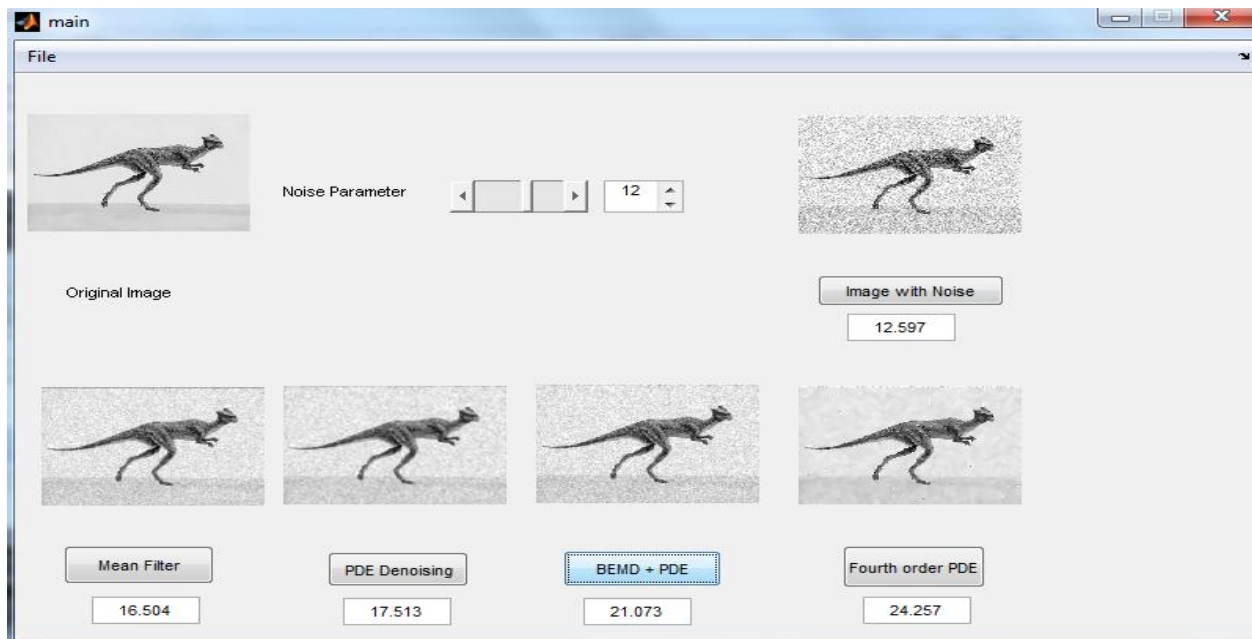 main
File
Noise Parameter
12
Original Image
Image with Noise
12.597
Mean Filter
PDE Denoising
BEMD + PDE
Fourth order PDE
16.504
17.513
21.073
24.257